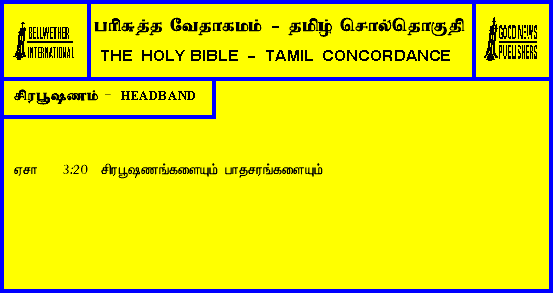 BELLWETHER
INTERNATIONAL
பரிசுத்த வேதாகமம் - தமிழ் சொல்தொகுதி
THE HOLY BIBLE - TAMIL CONCORDANCE
GOOD NEWS
PUBLISHERS
சிரபூஷணம் - HEADBAND
ஏசா 3:20 சிரபூஷணங்களையும் பாதசரங்களையும்